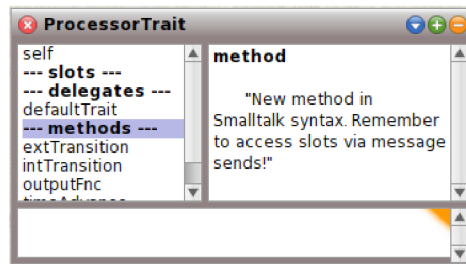 ProcessorTrait
self
--- slots ---
--- delegates ---
defaultTrait
--- methods ---
extTransition
intTransition
outputFnc
method
"New method in
Smalltalk syntax. Remember
to access slots via message
sends!"